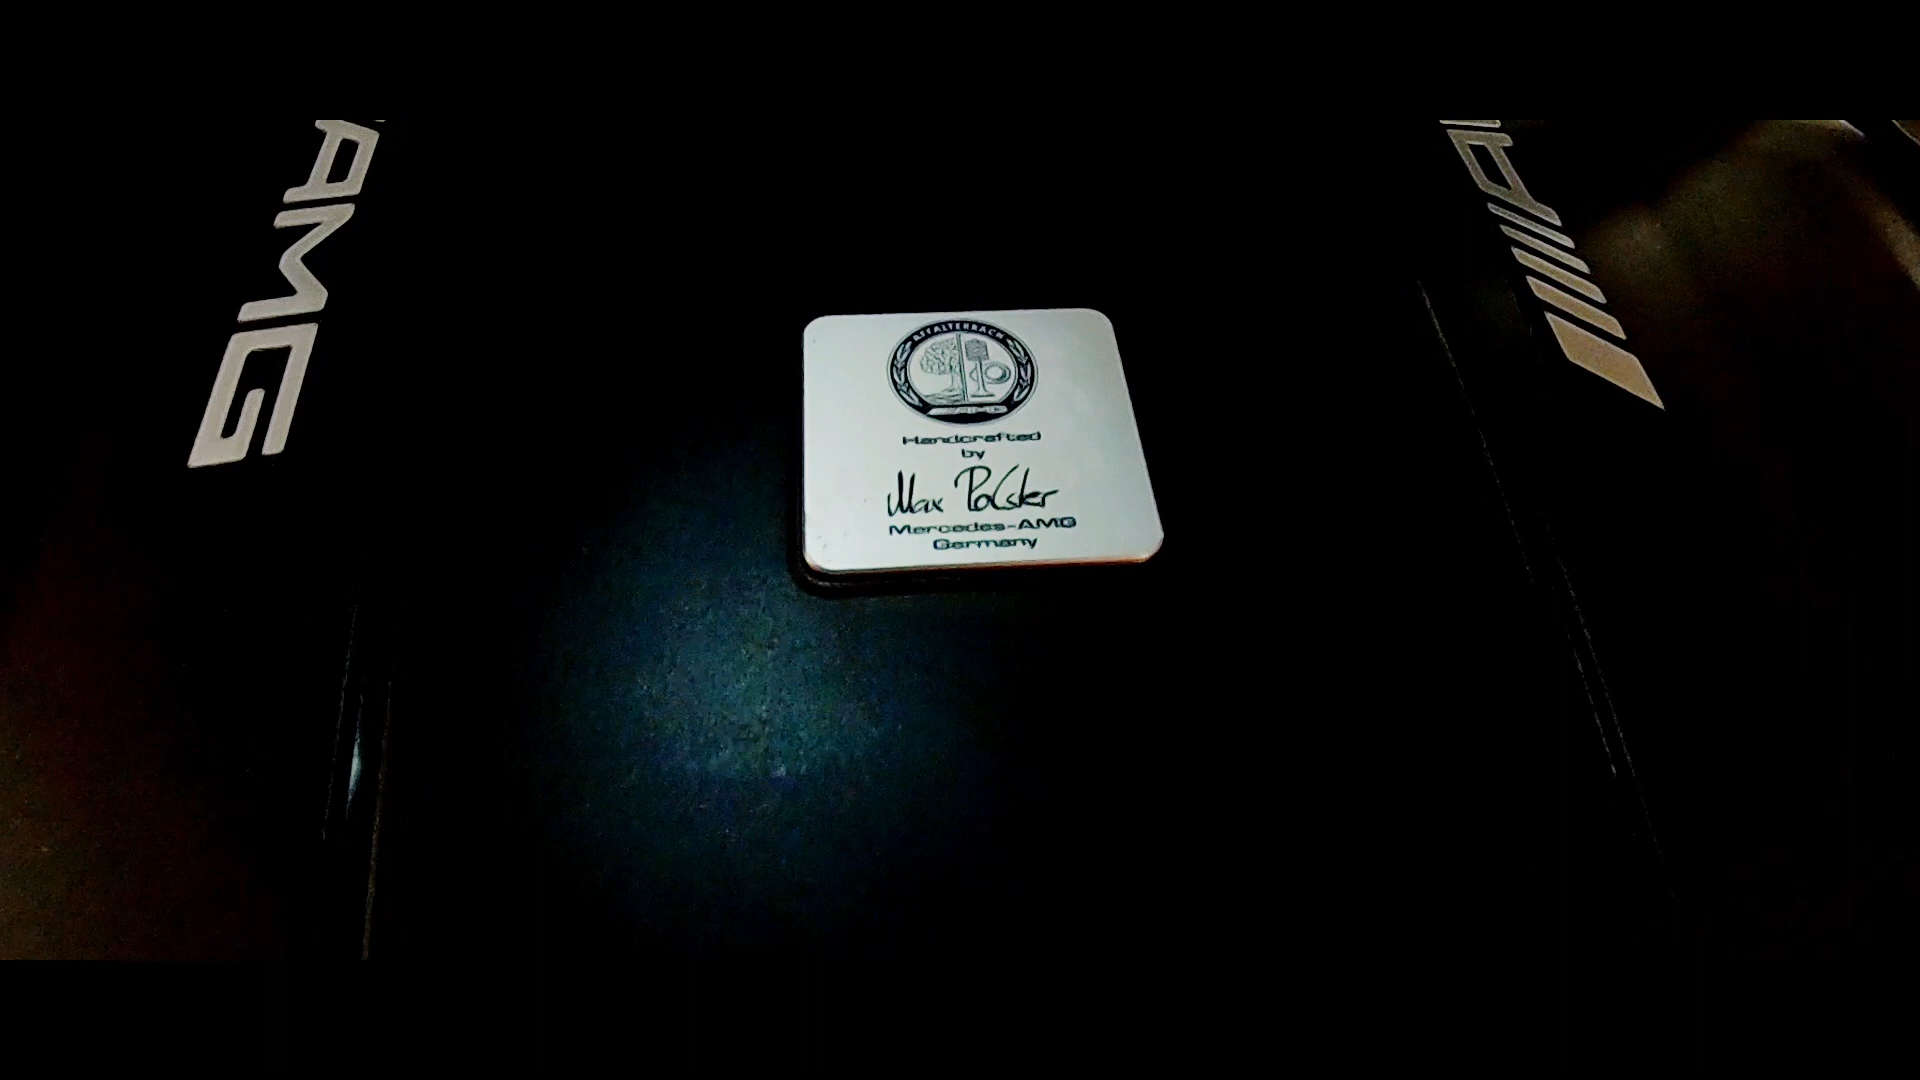 AMG
AFFALTERBACH
AMG
Handcrafted
by
Max Polster
Mercedes-AMG
Germany